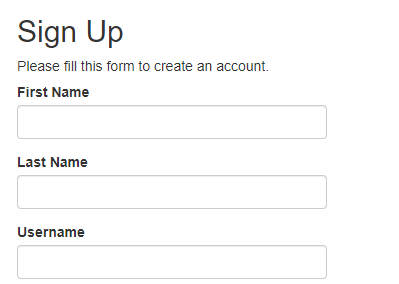 Sign Up
Please fill this form to create an account.
First Name
Last Name
Username